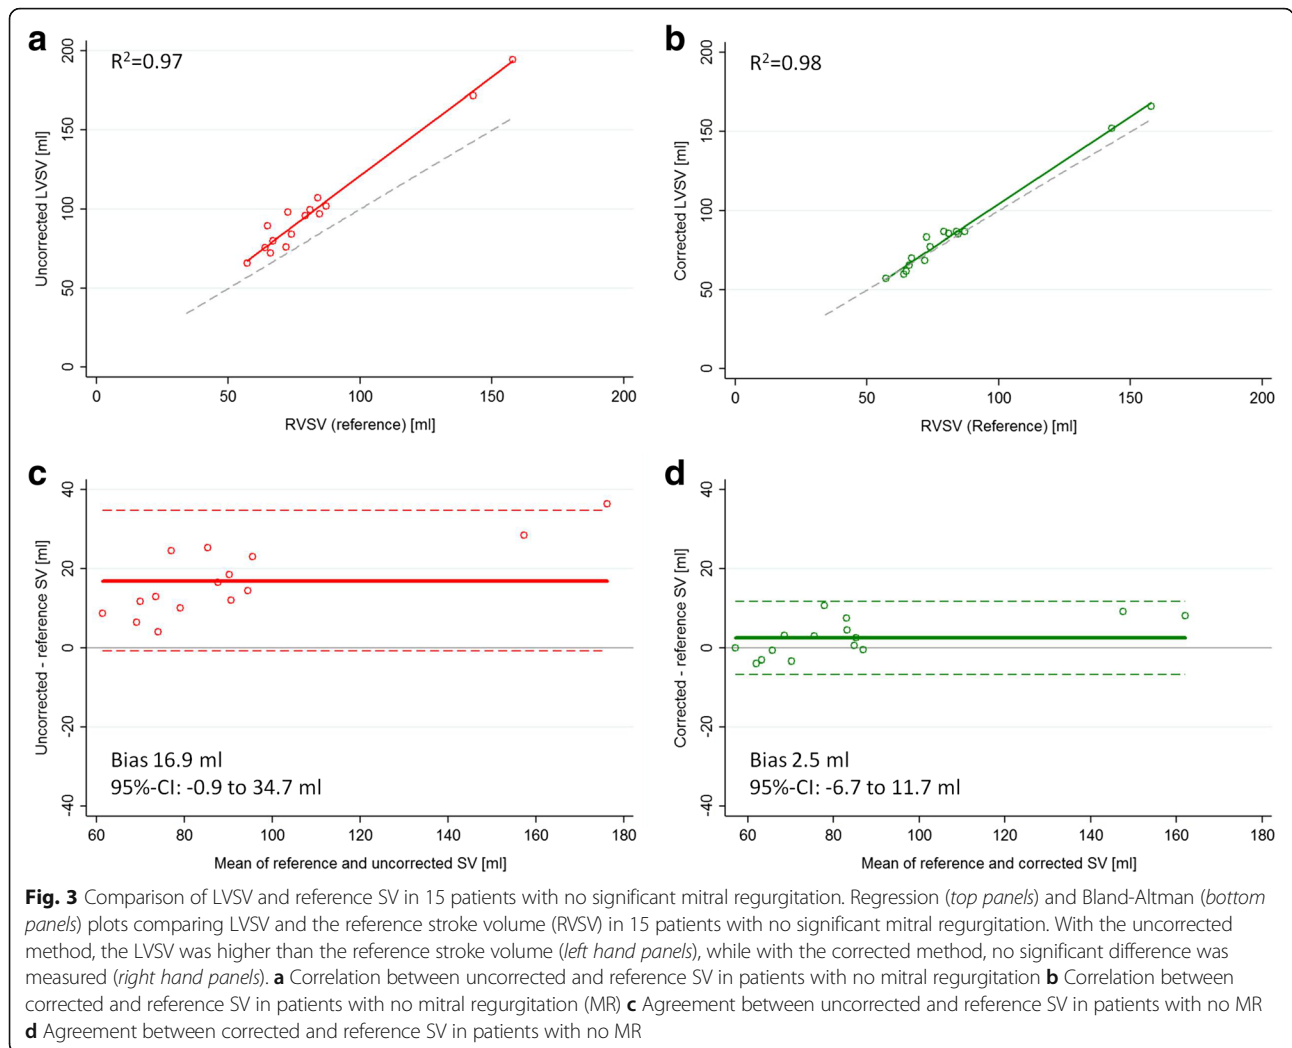 a
R²=0.97
200
150
100
50
0
Uncorrected LVSV [ml]
0 50 100 150 200
RVSV (reference) [ml]
b
R²=0.98
200
150
100
50
0
Corrected LVSV [ml]
0 50 100 150 200
RVSV (Reference) [ml]
c
40
20
0
-20
-40
Uncorrected - reference SV [ml]
Bias 16.9 ml
95%-CI: -0.9 to 34.7 ml
60 80 100 120 140 160 180
Mean of reference and uncorrected SV [ml]
d
40
20
0
-20
-40
Corrected - reference SV [ml]
Bias 2.5 ml
95%-CI: -6.7 to 11.7 ml
60 80 100 120 140 160 180
Mean of reference and corrected SV [ml]
Fig. 3 Comparison of LVSV and reference SV in 15 patients with no significant mitral regurgitation. Regression (top panels) and Bland-Altman (bottom
panels) plots comparing LVSV and the reference stroke volume (RVSV) in 15 patients with no significant mitral regurgitation. With the uncorrected
method, the LVSV was higher than the reference stroke volume (left hand panels), while with the corrected method, no significant difference was
measured (right hand panels). a Correlation between uncorrected and reference SV in patients with no mitral regurgitation b Correlation between
corrected and reference SV in patients with no mitral regurgitation (MR) c Agreement between uncorrected and reference SV in patients with no MR
d Agreement between corrected and reference SV in patients with no MR